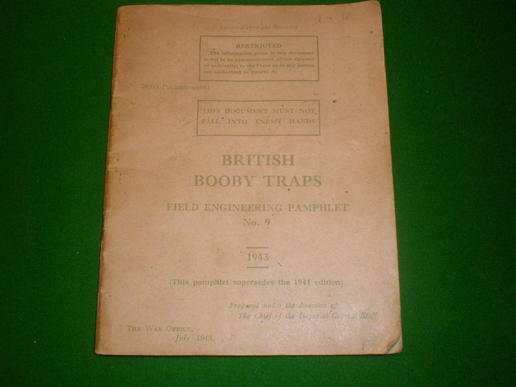 RESTRICTED
The information given in this document
is not to be communicated, either directly
or indirectly, to the Press or to any person
not authorized to receive it.
THIS DOCUMENT MUST NOT
FALL INTO ENEMY HANDS
BRITISH
BOOBY TRAPS
FIELD ENGINEERING PAMPHLET
No. 9
1943
(This pamphlet supersedes the 1941 edition)
Prepared under the direction of
The Chief of the Imperial General Staff
THE WAR OFFICE,
July 1943.